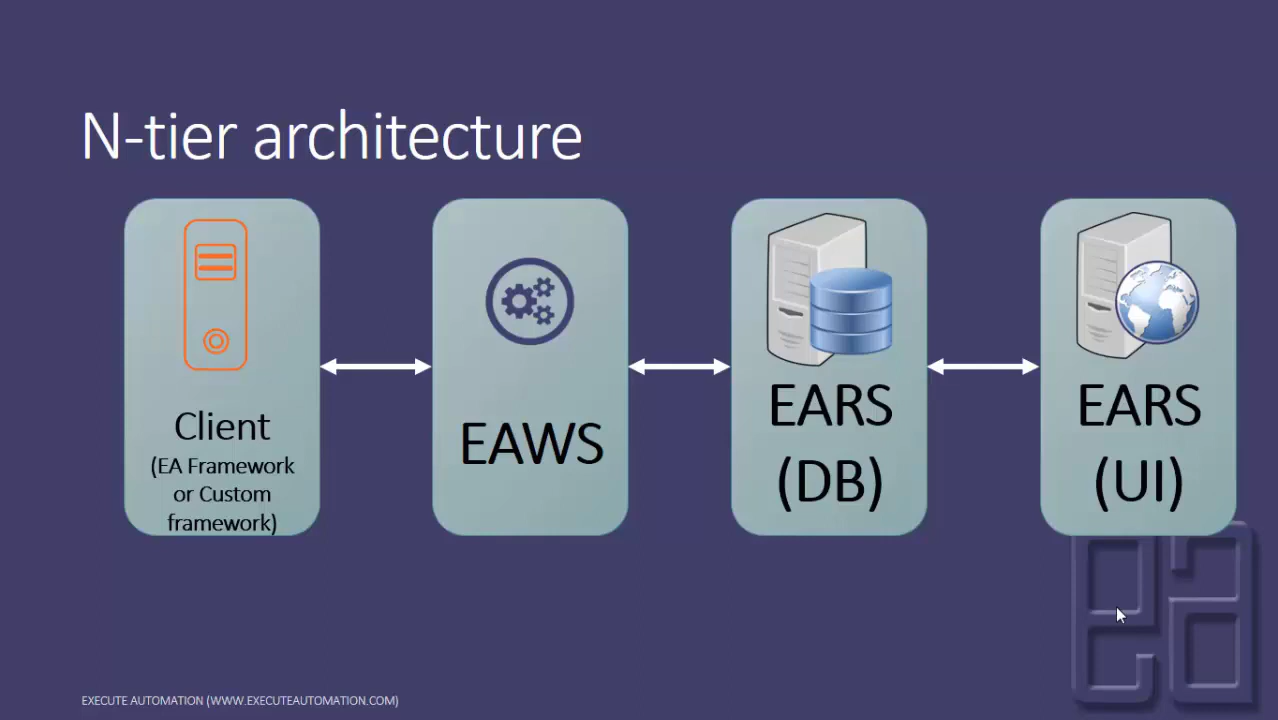 N-tier architecture
Client
(EA Framework
or Custom
framework)
EAWS
EARS
(DB)
EARS
(UI)
EXECUTE AUTOMATION (WWW.EXECUTEAUTOMATION.COM)